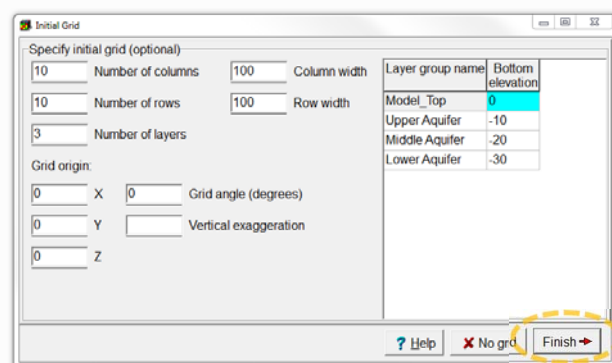 Initial Grid
Specify initial grid (optional)
10 Number of columns 100 Column width
10 Number of rows 100 Row width
3 Number of layers
Grid origin:
0 X 0 Grid angle (degrees)
0 Y Vertical exaggeration
0 Z
Layer group name Bottom elevation
Model_Top 0
Upper Aquifer -10
Middle Aquifer -20
Lower Aquifer -30
? Help
No grd
Finish